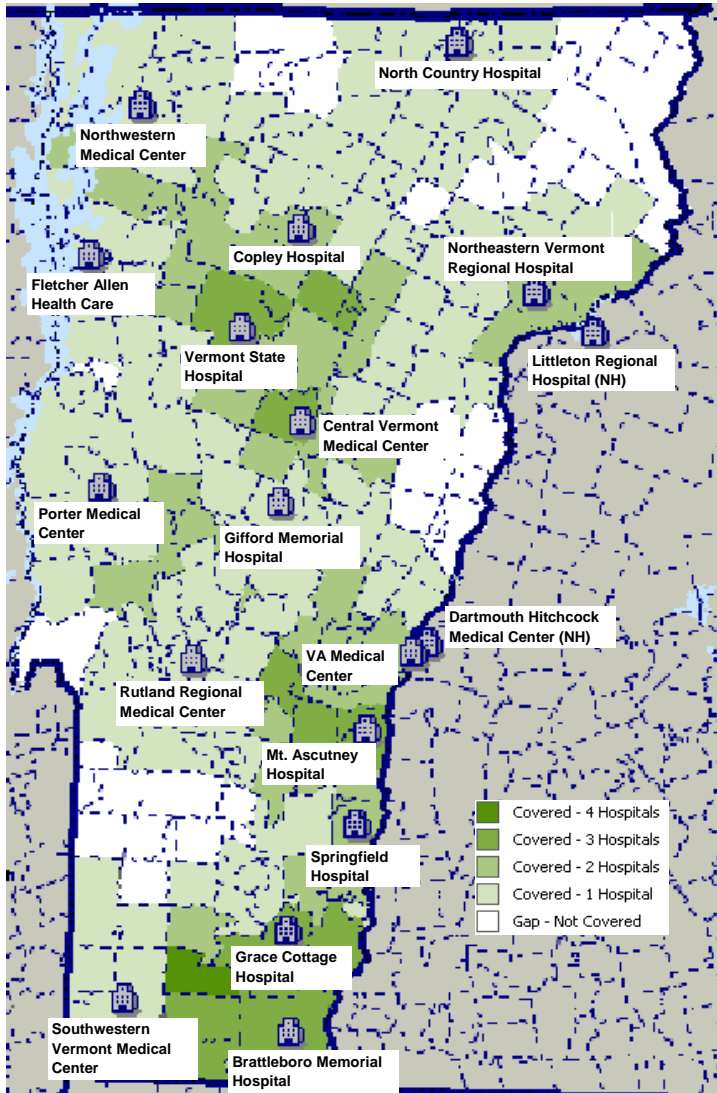 North Country Hospital
Northwestern
Medical Center
Copley Hospital
Northeastern Vermont
Regional Hospital
Fletcher Allen
Health Care
Vermont State
Hospital
Littleton Regional
Hospital (NH)
Central Vermont
Medical Center
Porter Medical
Center
Gifford Memorial
Hospital
Dartmouth Hitchcock
Medical Center (NH)
VA Medical
Center
Rutland Regional
Medical Center
Mt. Ascutney
Hospital
Covered - 4 Hospitals
Covered - 3 Hospitals
Covered - 2 Hospitals
Covered - 1 Hospital
Gap - Not Covered
Springfield
Hospital
Grace Cottage
Hospital
Southwestern
Vermont Medical
Center
Brattleboro Memorial
Hospital